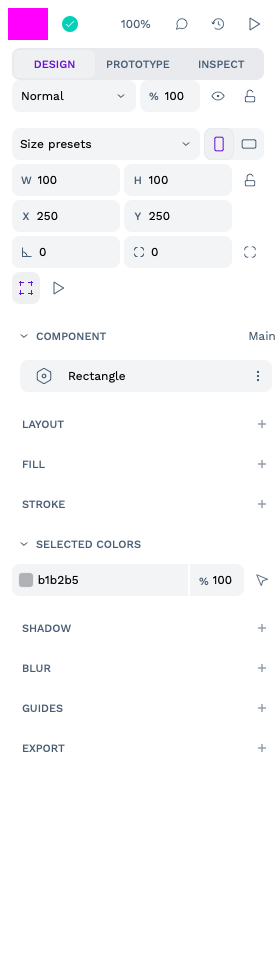 100%
DESIGN PROTOTYPE INSPECT
Normal % 100
Size presets
W 100 H 100
X 250 Y 250
0 0
COMPONENT Main
Rectangle
LAYOUT
FILL
STROKE
SELECTED COLORS
b1b2b5 % 100
SHADOW
BLUR
GUIDES
EXPORT